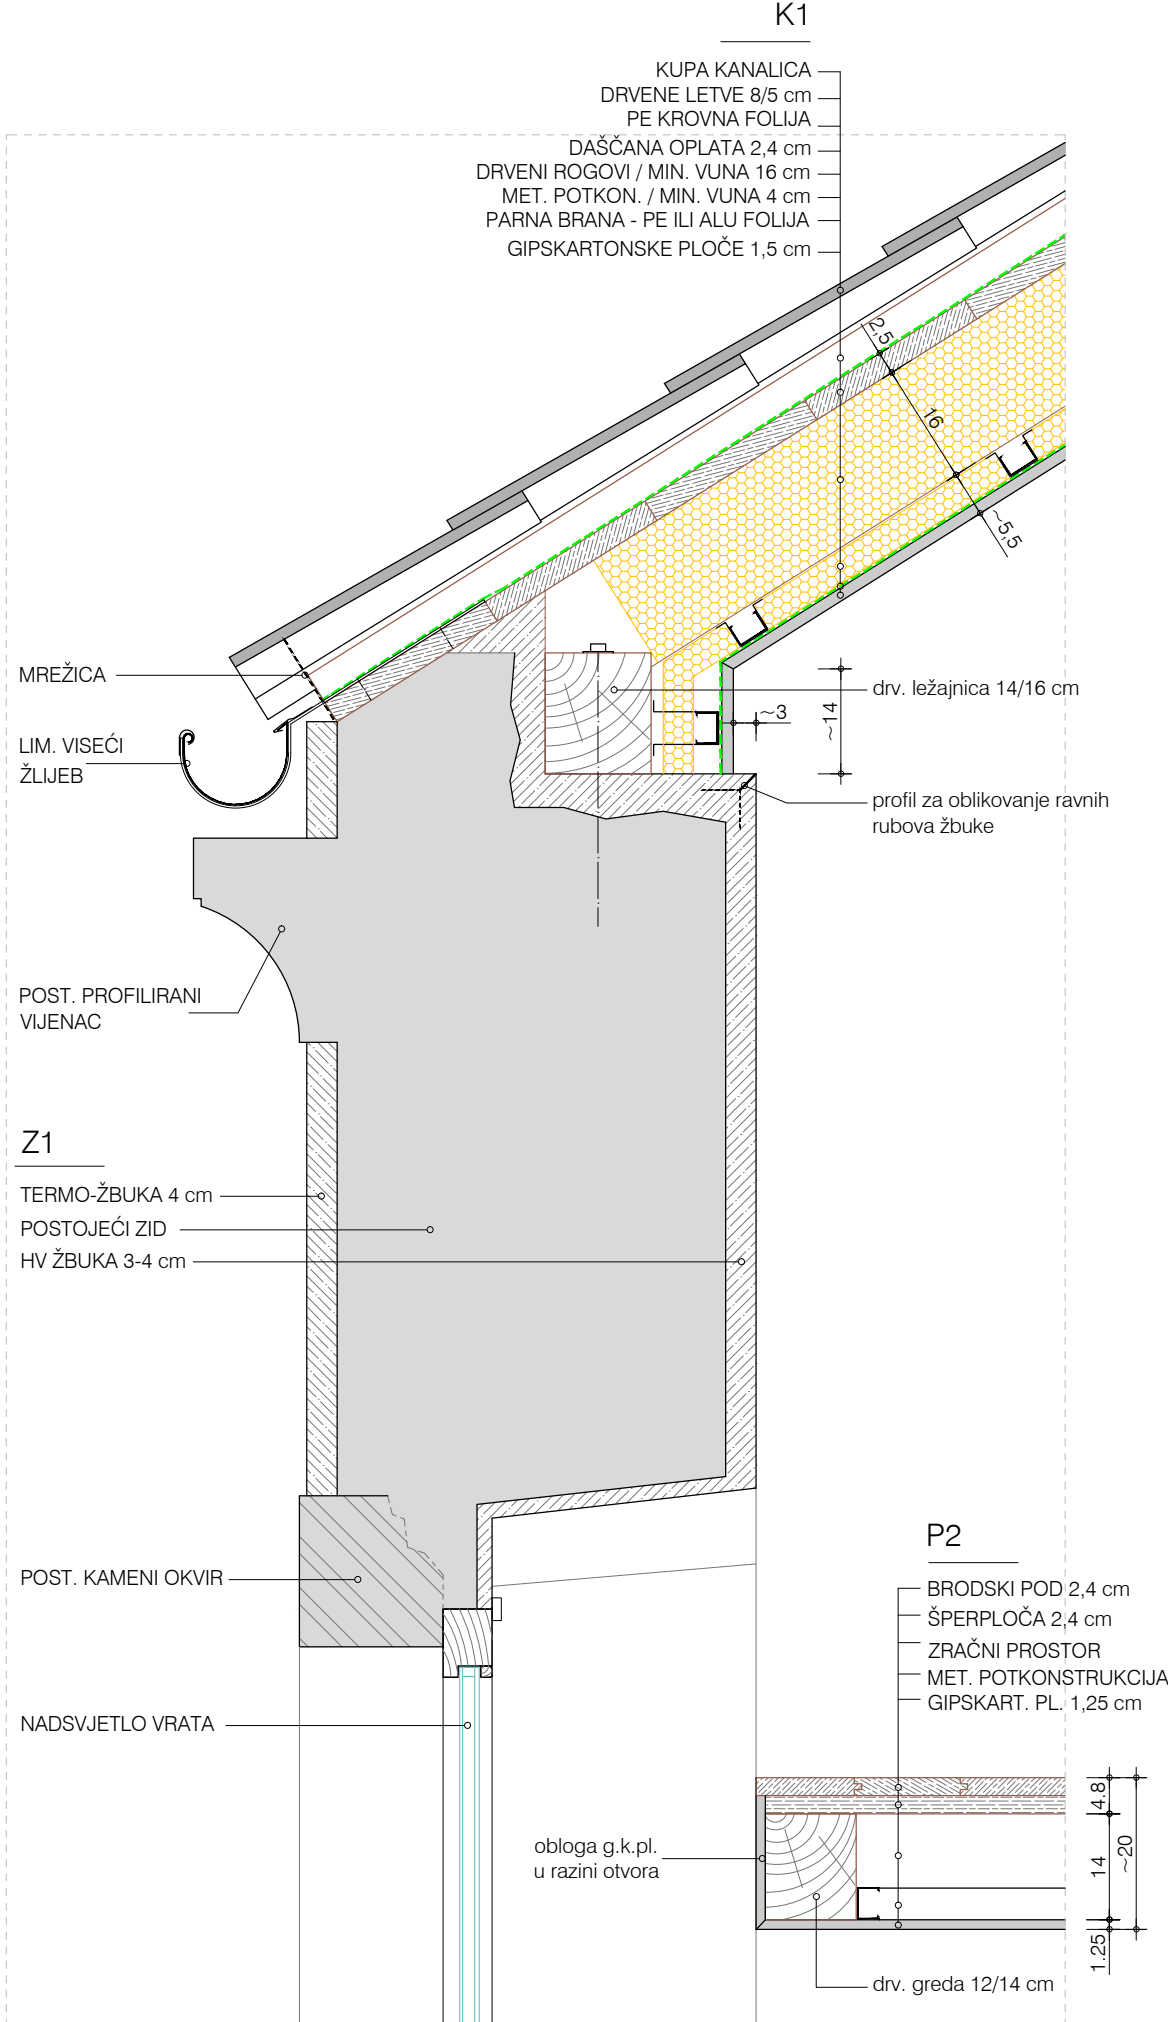 K1
KUPA KANALICA
DRVENE LETVE 8/5 cm
PE KROVNA FOLIJA
DAŠČANA OPLATA 2,4 cm
DRVENI ROGOVI / MIN. VUNA 16 cm
MET. POTKON. / MIN. VUNA 4 cm
PARNA BRANA - PE ILI ALU FOLIJA
GIPSKARTONSKE PLOČE 1,5 cm
2,5
16
~5,5
MREŽICA
drv. ležajnica 14/16 cm
~3
~14
LIM. VISEĆI
ŽLIJEB
profil za oblikovanje ravnih
rubova žbuke
POST. PROFILIRANI
VIJENAC
Z1
TERMO-ŽBUKA 4 cm
POSTOJEĆI ZID
HV ŽBUKA 3-4 cm
POST. KAMENI OKVIR
NADSVJETLO VRATA
P2
BRODSKI POD 2,4 cm
ŠPERPLOČA 2,4 cm
ZRAČNI PROSTOR
MET. POTKONSTRUKCIJA
GIPSKART. PL. 1,25 cm
4.8
14
~20
1.25
obloga g.k.pl.
u razini otvora
drv. greda 12/14 cm